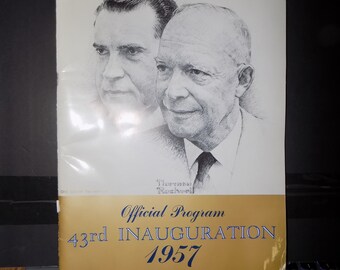 Norman
Rockwell
Official Program
43rd INAUGURATION
1957